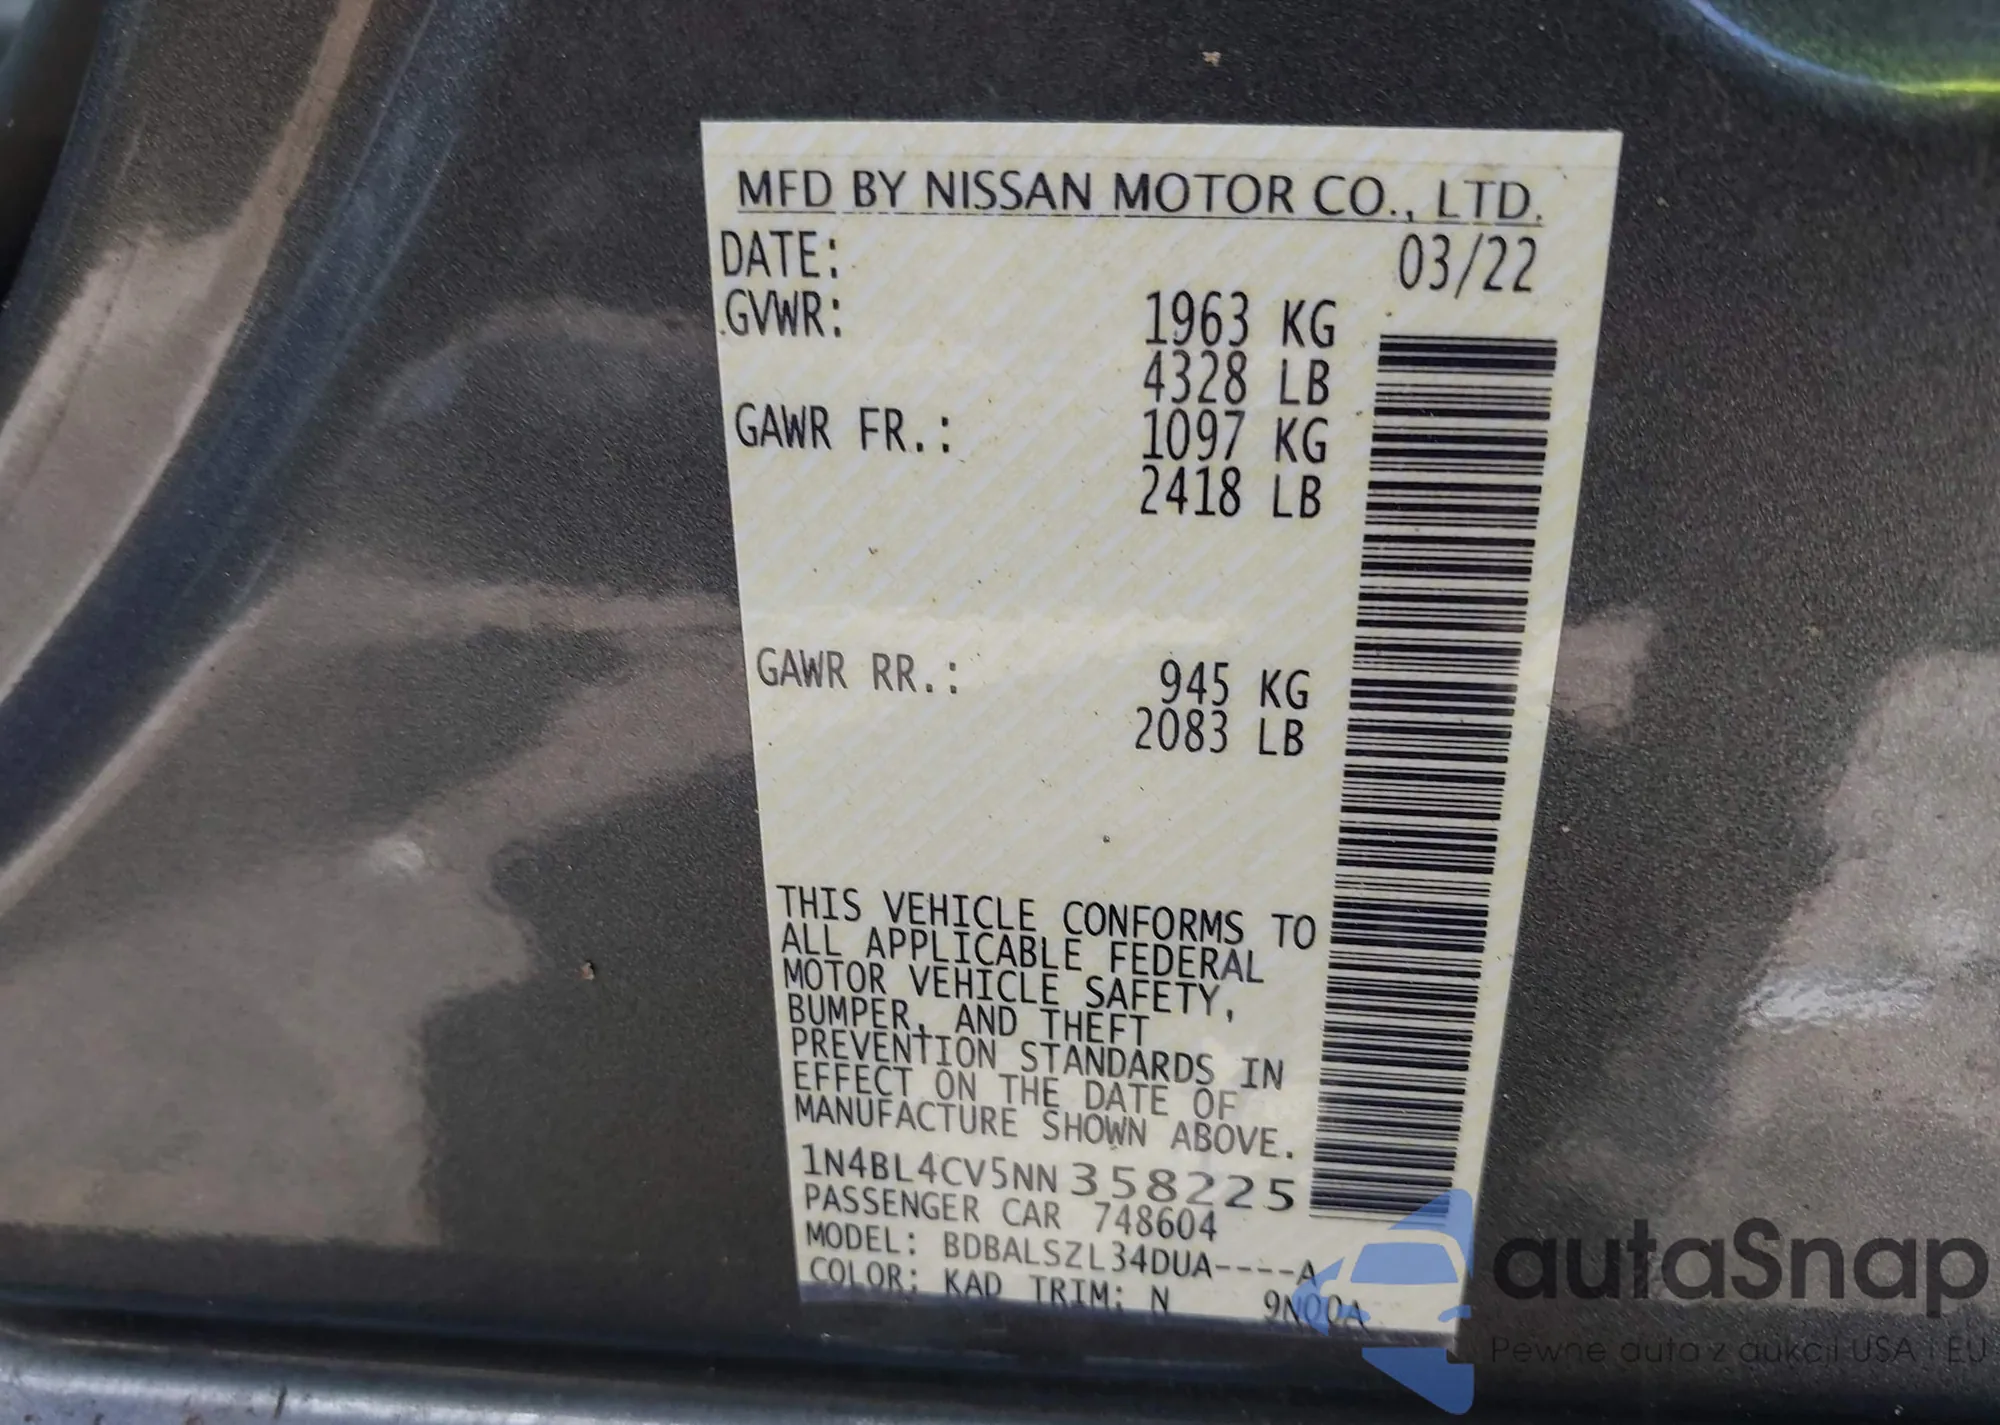 MFD BY NISSAN MOTOR CO., LTD.
DATE: 03/22
GVWR: 1963 KG
4328 LB
GAWR FR.: 1097 KG
2418 LB
GAWR RR.: 945 KG
2083 LB
THIS VEHICLE CONFORMS TO
ALL APPLICABLE FEDERAL
MOTOR VEHICLE SAFETY,
BUMPER, AND THEFT
PREVENTION STANDARDS IN
EFFECT ON THE DATE OF
MANUFACTURE SHOWN ABOVE.
1N4BL4CV5NN358225
PASSENGER CAR 748604
MODEL: BDBALSZL34DUA----A
COLOR: KAD TRIM: N 9N00A
autaSnap
Pewne auta z aukcji USA i EU